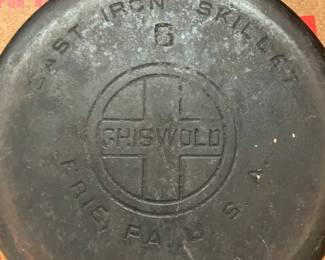 CAST IRON SKILLET
6
GRISWOLD
ERIE, PA., U. S. A.